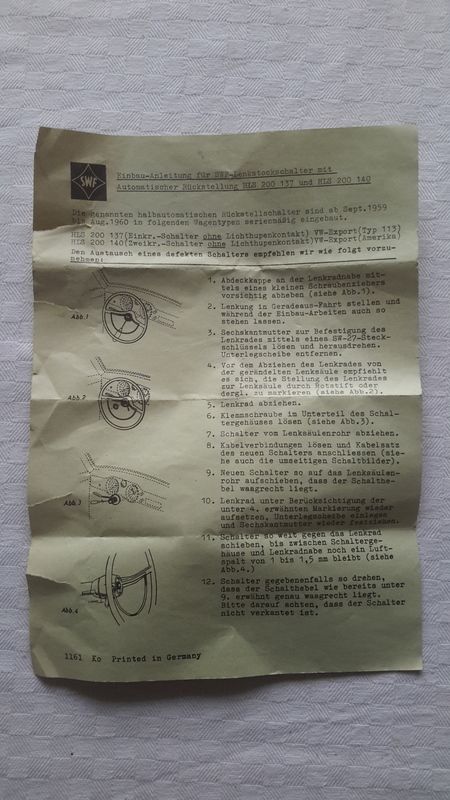 SWF
Einbau-Anleitung für SWF-Lenkstockschalter mit
Automatischer Rückstellung HLS 200 137 und HLS 200 140
Die genannten halbautomatischen Rückstellschalter sind ab Sept.1959
bis Aug.1960 in folgenden Wagentypen serienmäßig eingebaut.
HLS 200 137(Einkr.-Schalter ohne Lichthupenkontakt) VW-Export(Typ 113)
HLS 200 140(Zweikr.-Schalter ohne Lichthupenkontakt)VW-Export(Amerika)
Den Austausch eines defekten Schalters empfehlen wir wie folgt vorzu-
nehmen:
1. Abdeckkappe an der Lenkradnabe mit-
tels eines kleinen Schraubenziehers
vorsichtig abheben (siehe Abb.1).
Abb.1
2. Lenkung in Geradeaus-Fahrt stellen und
während der Einbau-Arbeiten auch so
stehen lassen.
3. Sechskantmutter zur Befestigung des
Lenkrades mittels eines SW-27-Steck-
schlüssels lösen und herausdrehen.
Unterlegscheibe entfernen.
4. Vor dem Abziehen des Lenkrades von
der gerändelten Lenksäule empfiehlt
es sich, die Stellung des Lenkrades
zur Lenksäule durch Rotstift oder
dergl. zu markieren (siehe Abb.2).
Abb.2
5. Lenkrad abziehen.
6. Klemmschraube im Unterteil des Schal-
tergehäuses lösen (siehe Abb.3).
7. Schalter vom Lenksäulenrohr abziehen.
8. Kabelverbindungen lösen und Kabelsatz
des neuen Schalters anschliessen (sie-
he auch die umseitigen Schaltbilder).
9. Neuen Schalter so auf das Lenksäulen-
rohr aufschieben, dass der Schalthe-
bel waagrecht liegt.
Abb.3
10. Lenkrad unter Berücksichtigung der
unter 4. erwähnten Markierung wieder
aufsetzen, Unterlegscheibe einlegen
und Sechskantmutter wieder festziehen.
11. Schalter so weit gegen das Lenkrad
schieben, bis zwischen Schalterge-
häuse und Lenkradnabe noch ein Luft-
spalt von 1 bis 1,5 mm bleibt (siehe
Abb.4.)
12. Schalter gegebenenfalls so drehen,
dass der Schalthebel wie bereits unter
9. erwähnt genau waagrecht liegt.
Bitte darauf achten, dass der Schalter
nicht verkantet ist.
Abb.4
1161 Ko Printed in Germany